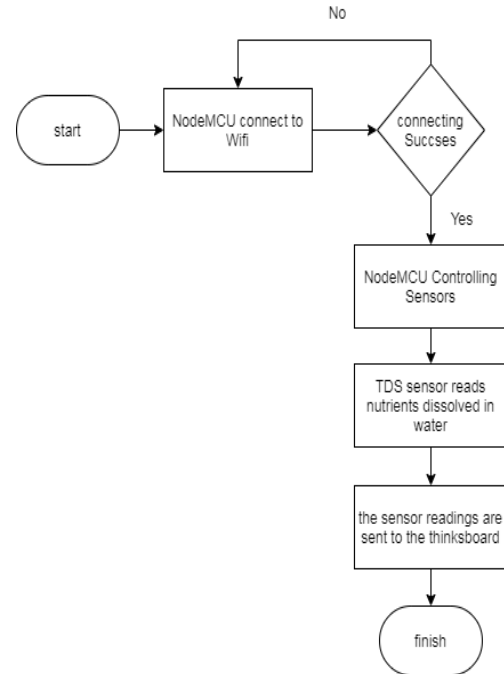 No
start
NodeMCU connect to
Wifi
connecting
Succses
Yes
NodeMCU Controlling
Sensors
TDS sensor reads
nutrients dissolved in
water
the sensor readings are
sent to the thinksboard
finish